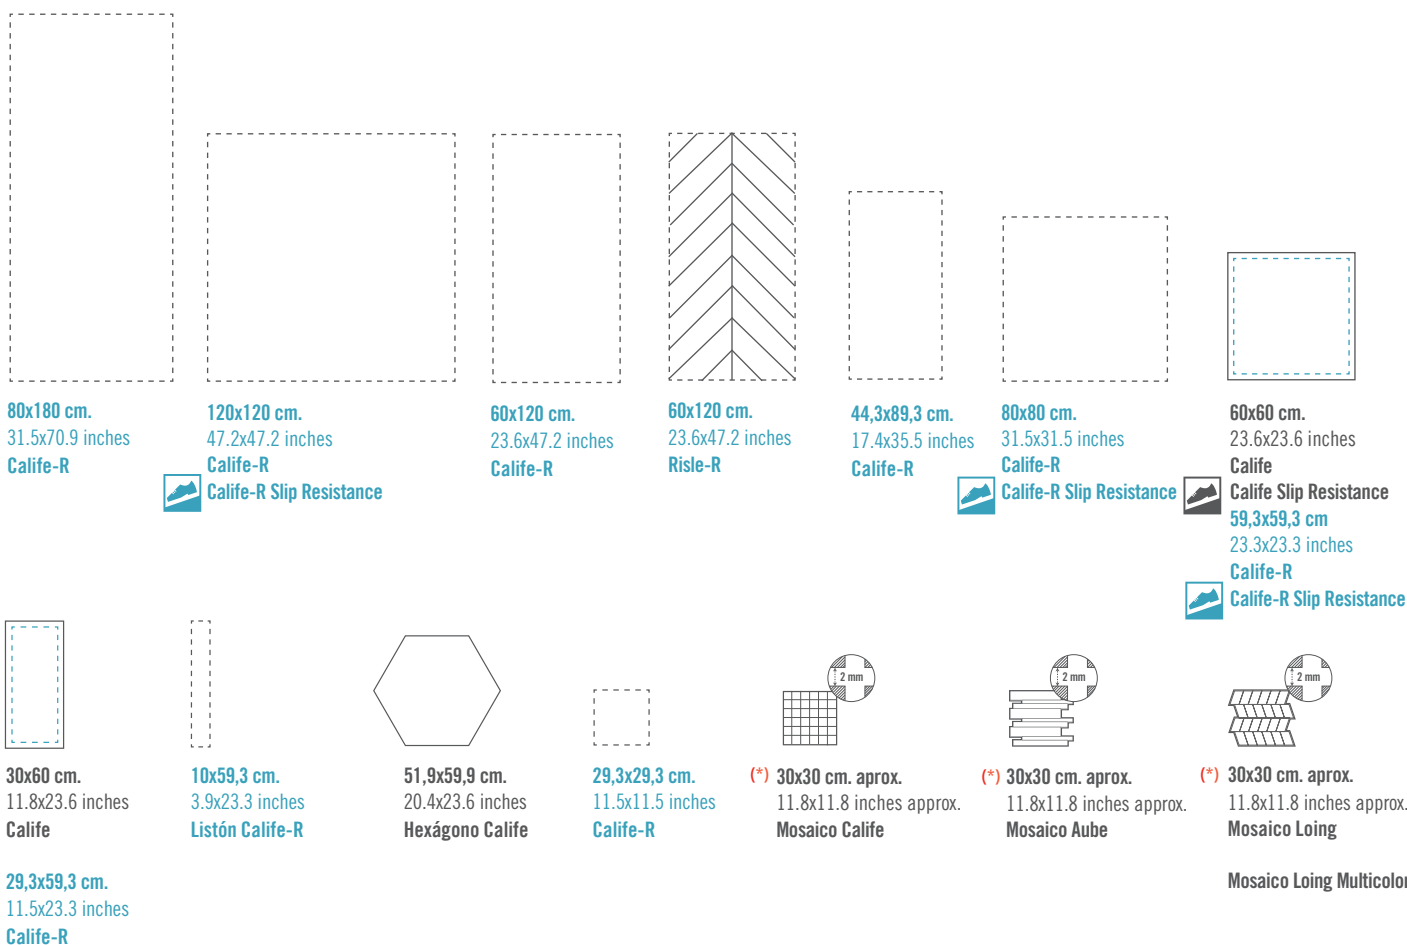 80x180 cm.
31.5x70.9 inches
Calife-R
120x120 cm.
47.2x47.2 inches
Calife-R
Calife-R Slip Resistance
60x120 cm.
23.6x47.2 inches
Calife-R
60x120 cm.
23.6x47.2 inches
Risle-R
44,3x89,3 cm.
17.4x35.5 inches
Calife-R
80x80 cm.
31.5x31.5 inches
Calife-R
Calife-R Slip Resistance
60x60 cm.
23.6x23.6 inches
Calife
Calife Slip Resistance
59,3x59,3 cm
23.3x23.3 inches
Calife-R
Calife-R Slip Resistance
30x60 cm.
11.8x23.6 inches
Calife
29,3x59,3 cm.
11.5x23.3 inches
Calife-R
10x59,3 cm.
3.9x23.3 inches
Listón Calife-R
51,9x59,9 cm.
20.4x23.6 inches
Hexágono Calife
29,3x29,3 cm.
11.5x11.5 inches
Calife-R
2 mm
(*) 30x30 cm. aprox.
11.8x11.8 inches approx.
Mosaico Calife
2 mm
(*) 30x30 cm. aprox.
11.8x11.8 inches approx.
Mosaico Aube
2 mm
(*) 30x30 cm. aprox.
11.8x11.8 inches approx.
Mosaico Loing
Mosaico Loing Multicolor